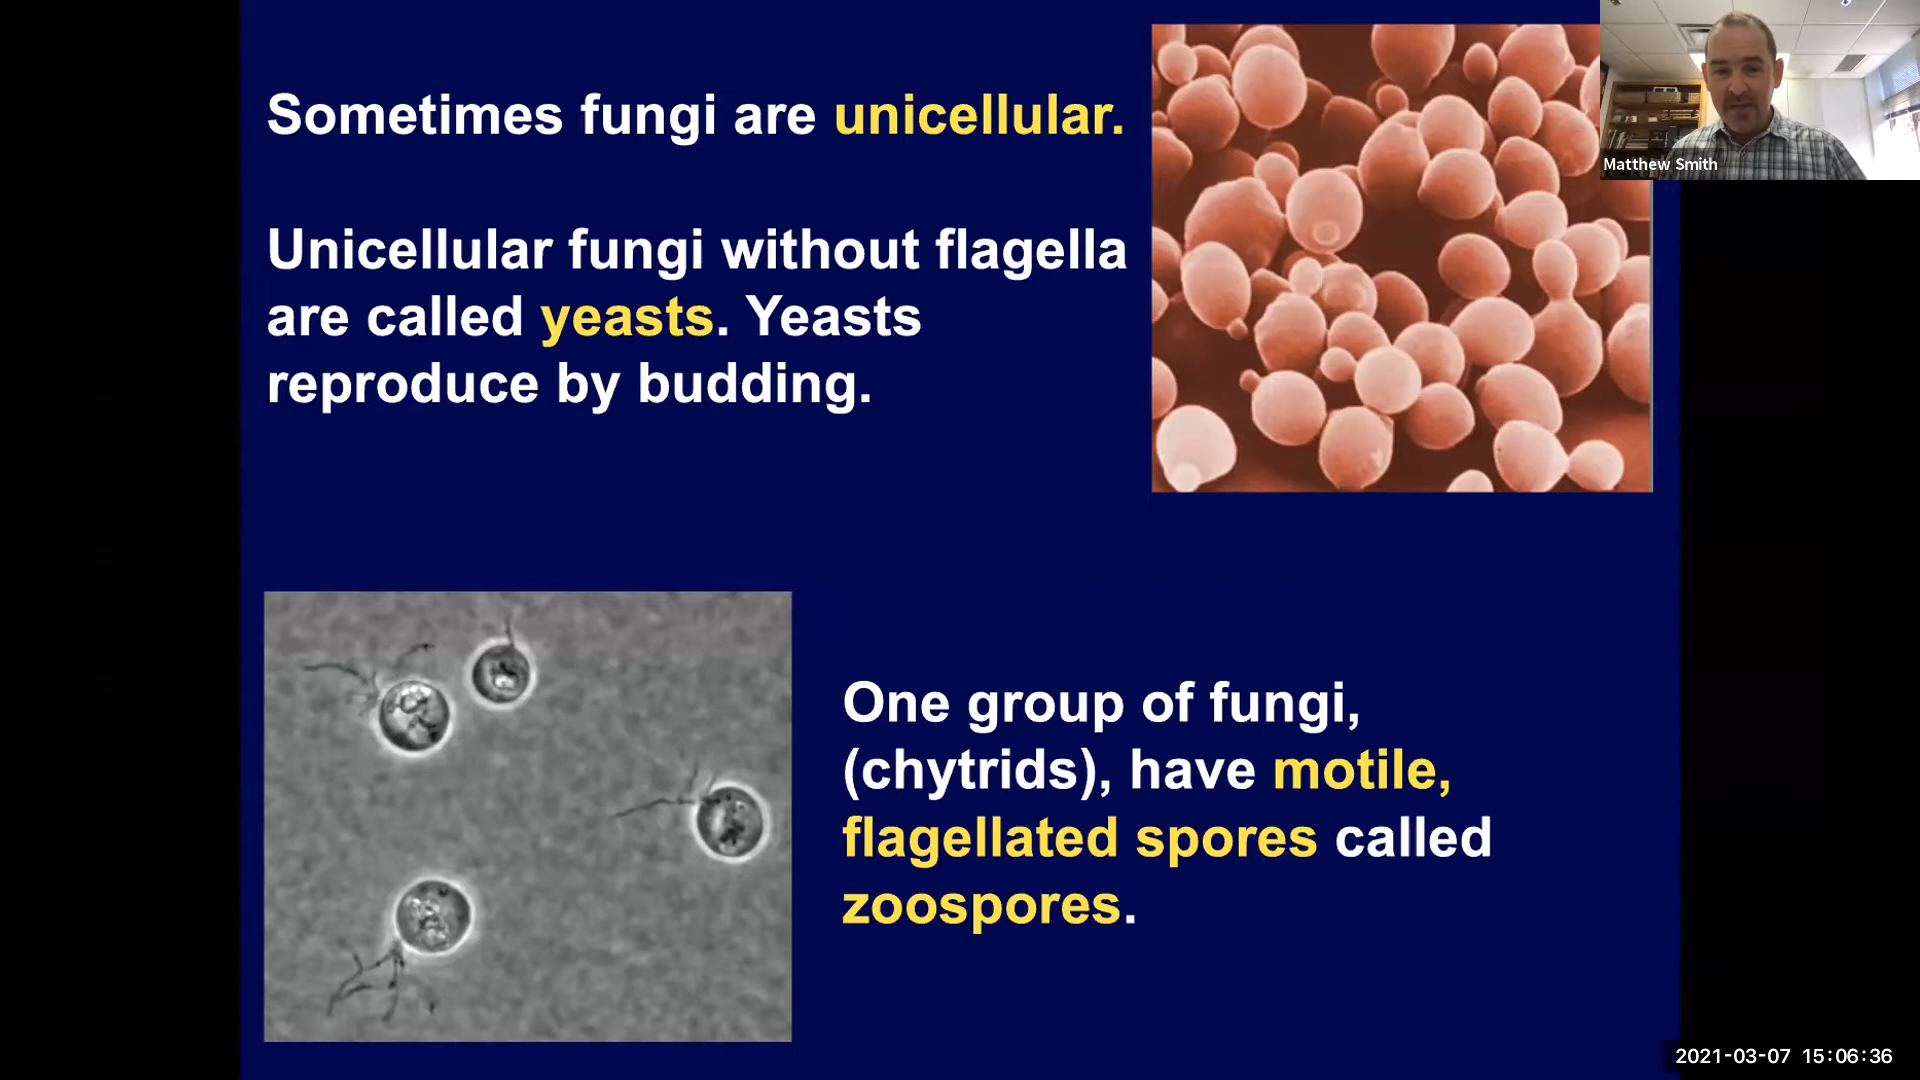 Sometimes fungi are unicellular.
Unicellular fungi without flagella
are called yeasts. Yeasts
reproduce by budding.
Matthew Smith
One group of fungi,
(chytrids), have motile,
flagellated spores called
zoospores.
2021-03-07 15:06:36